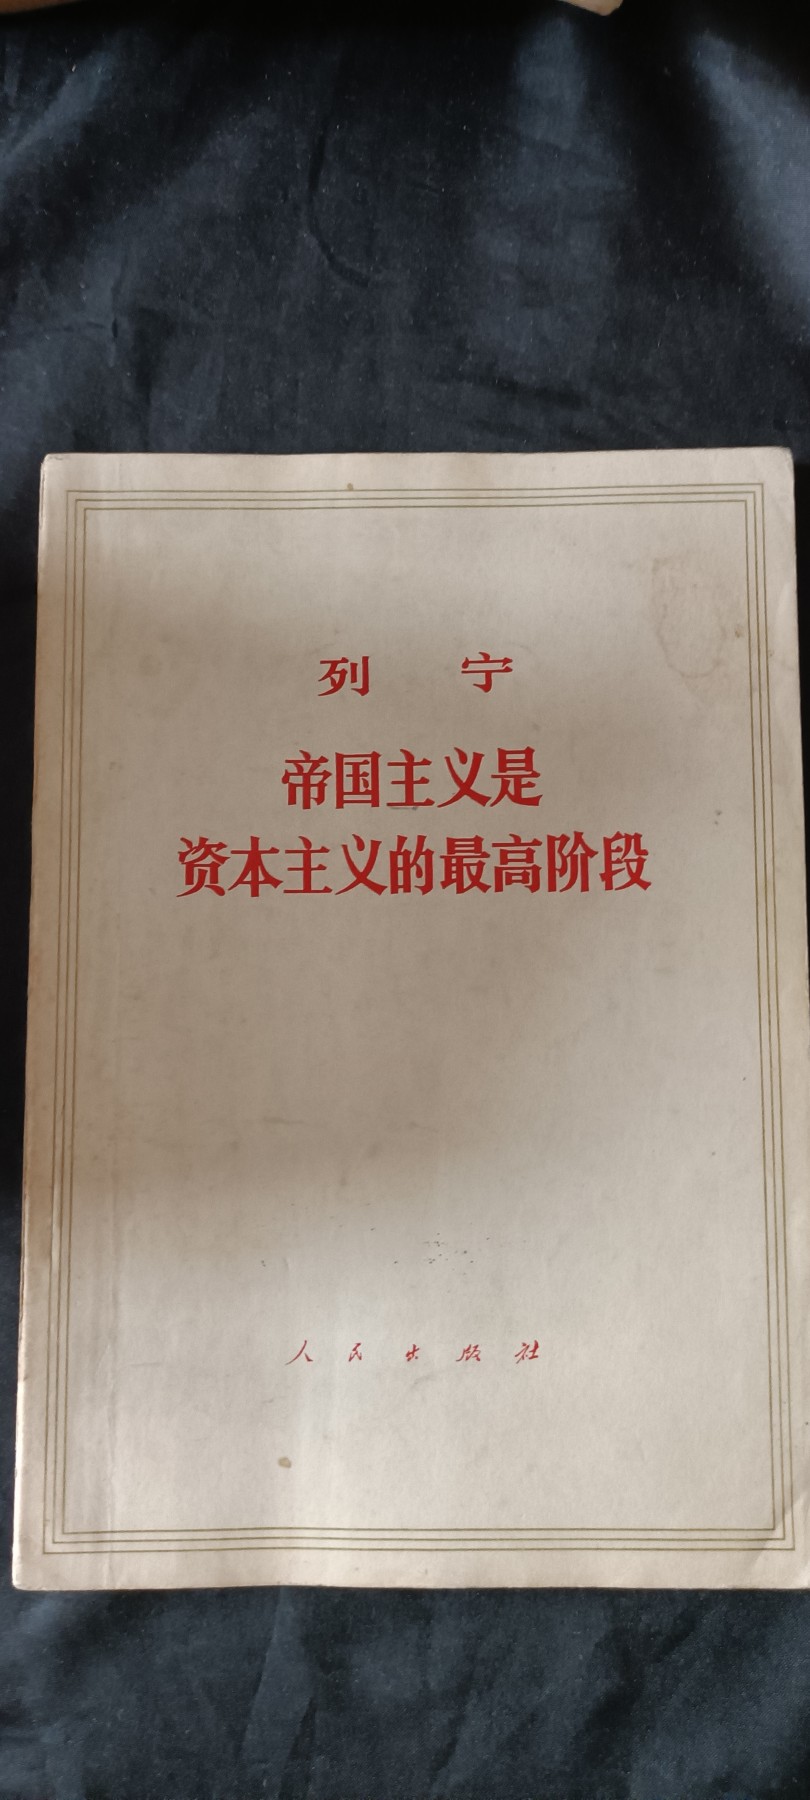 列宁
帝国主义是
资本主义的最高阶段
人民出版社